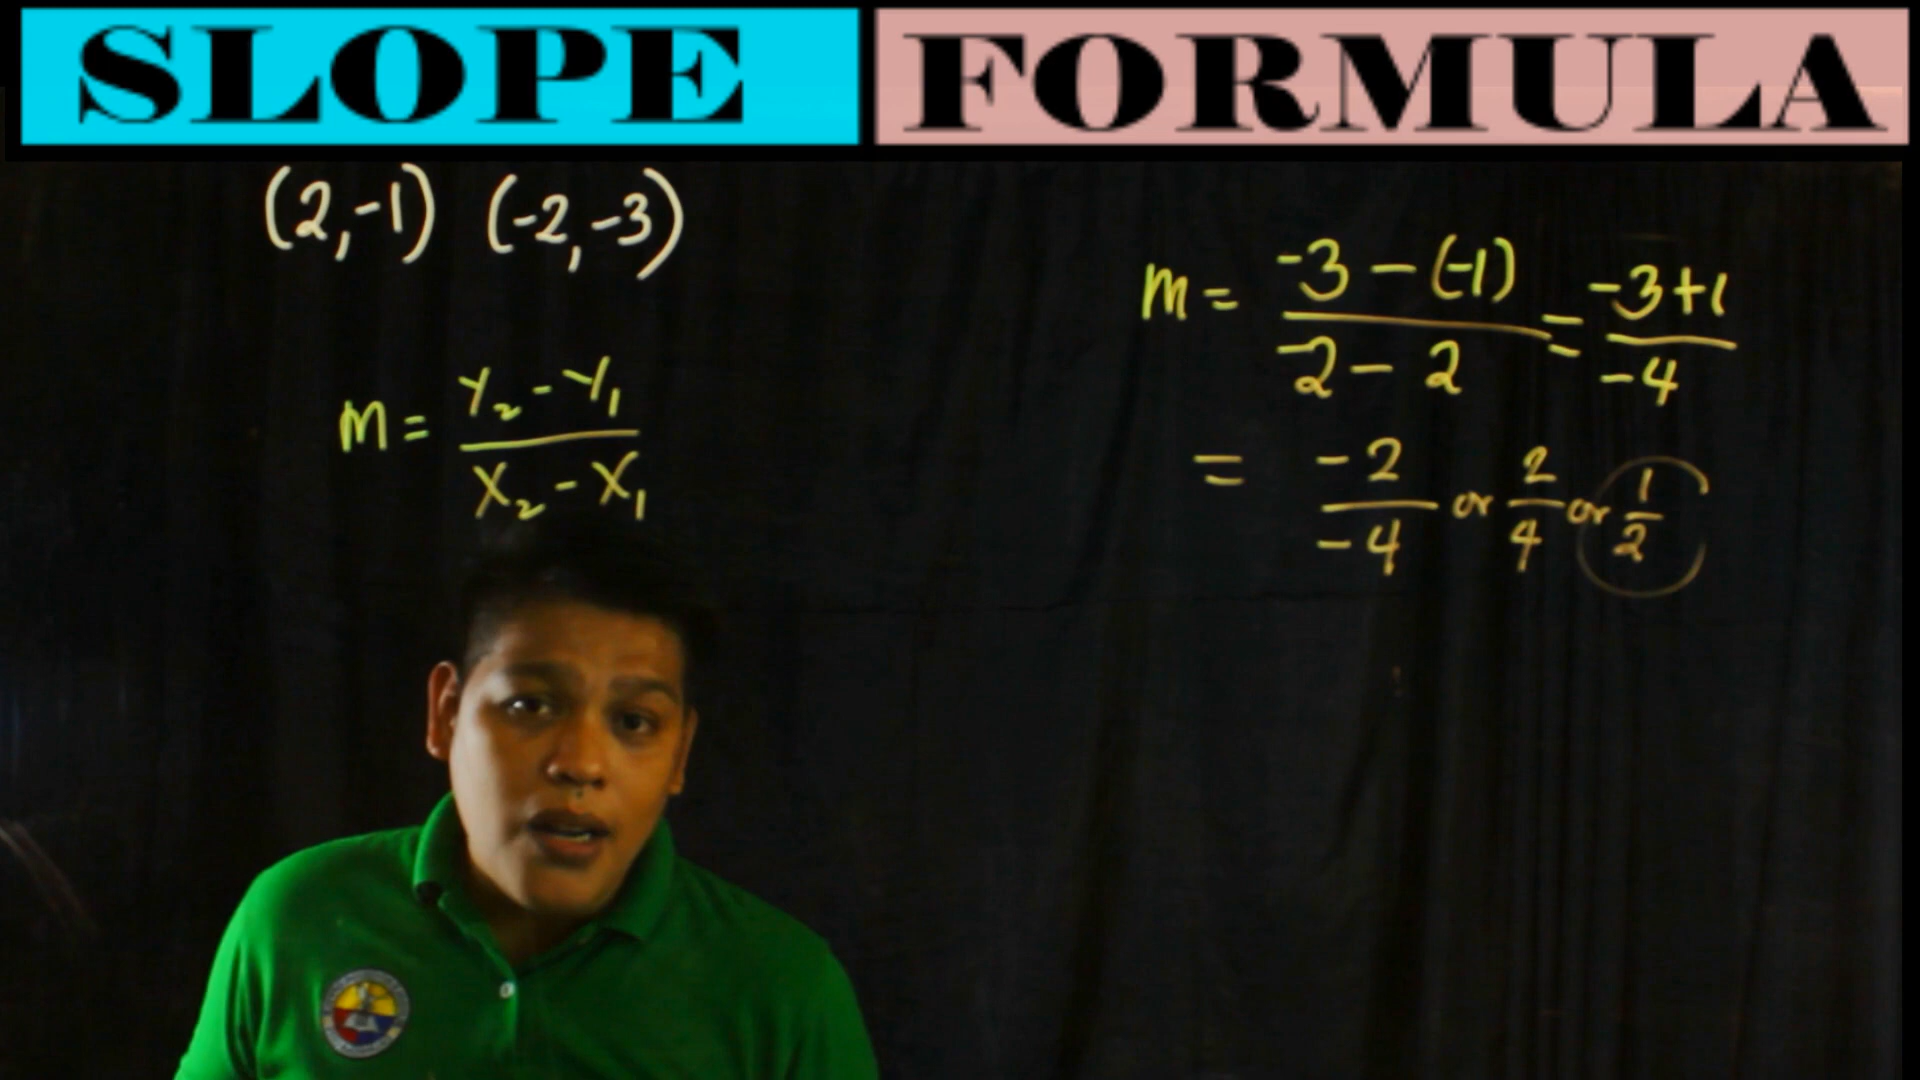 SLOPE FORMULA
(2,-1) (-2,-3)
m = Y₂ - Y₁ / X₂ - X₁
m = -3 - (-1) / -2 - 2 = -3+1 / -4
= -2 / -4 or 2/4 or 1/2